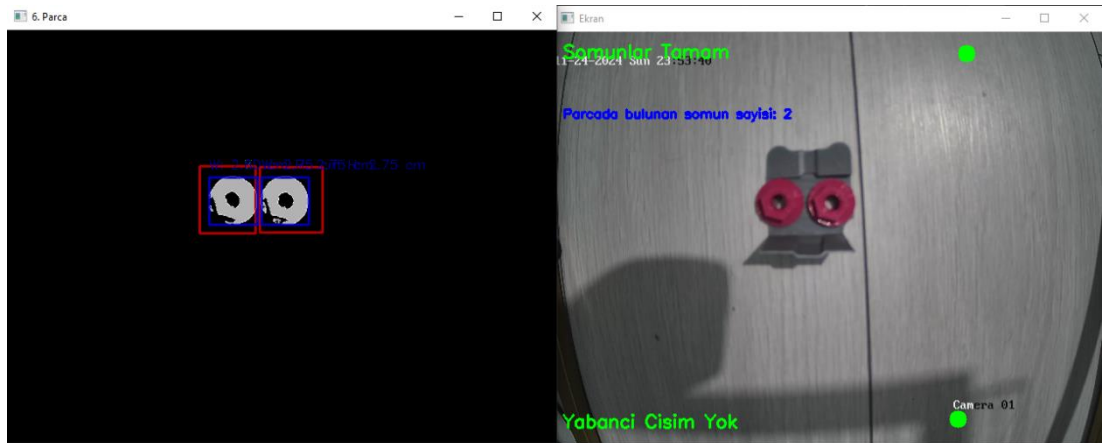 6. Parca
Ekran
Somunlar Tamam
11-24-2024 Sun 23:53:40
Parcada bulunan somun sayisi: 2
Camera 01
Yabanci Cisim Yok